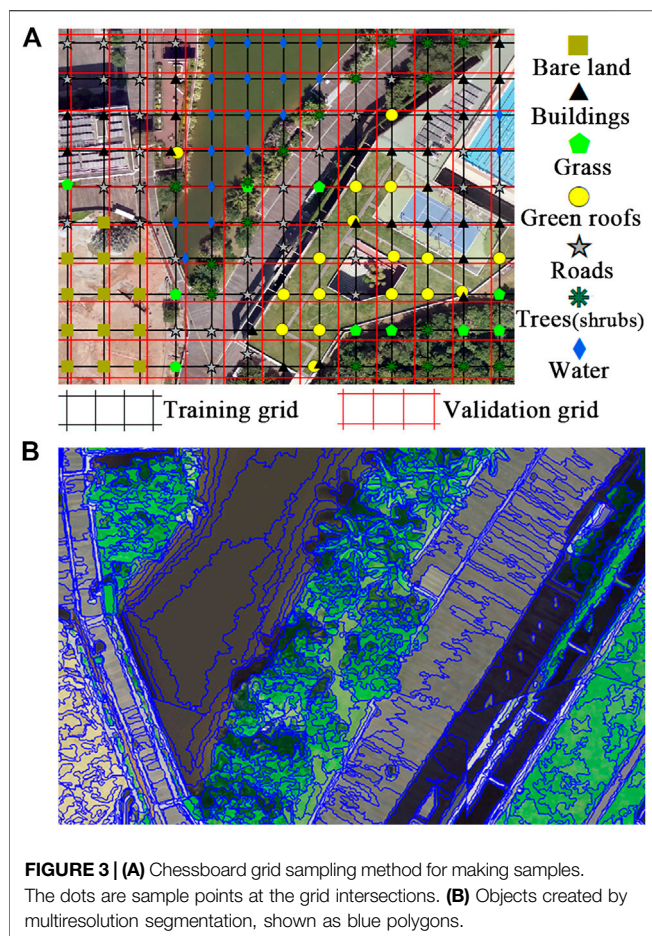 A
Bare land
Buildings
Grass
Green roofs
Roads
Trees(shrubs)
Water
Training grid
Validation grid
B
FIGURE 3 | (A) Chessboard grid sampling method for making samples.
The dots are sample points at the grid intersections. (B) Objects created by
multiresolution segmentation, shown as blue polygons.